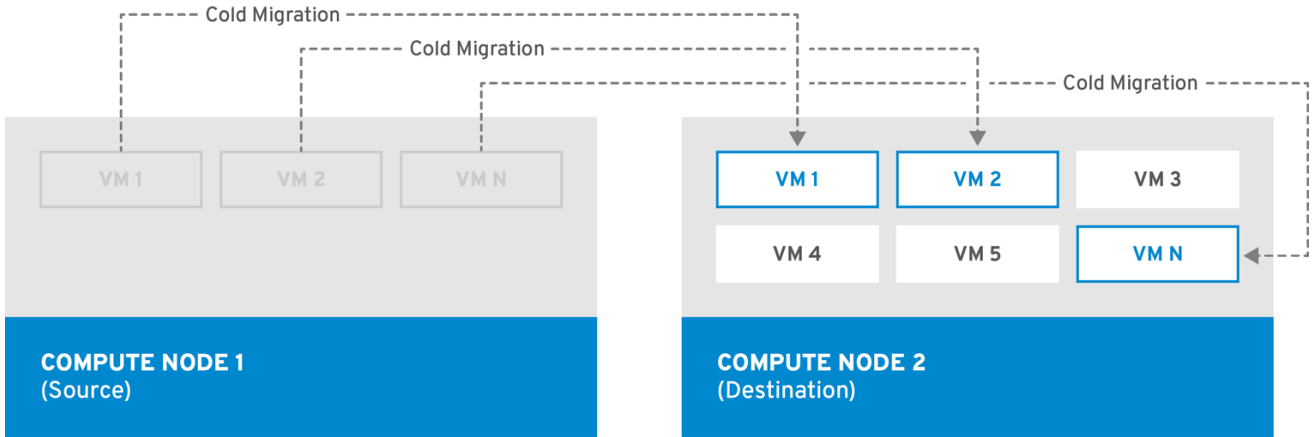 Cold Migration
Cold Migration
Cold Migration
VM 1
VM 2
VM N
VM 1
VM 2
VM 3
VM 4
VM 5
VM N
COMPUTE NODE 1
(Source)
COMPUTE NODE 2
(Destination)